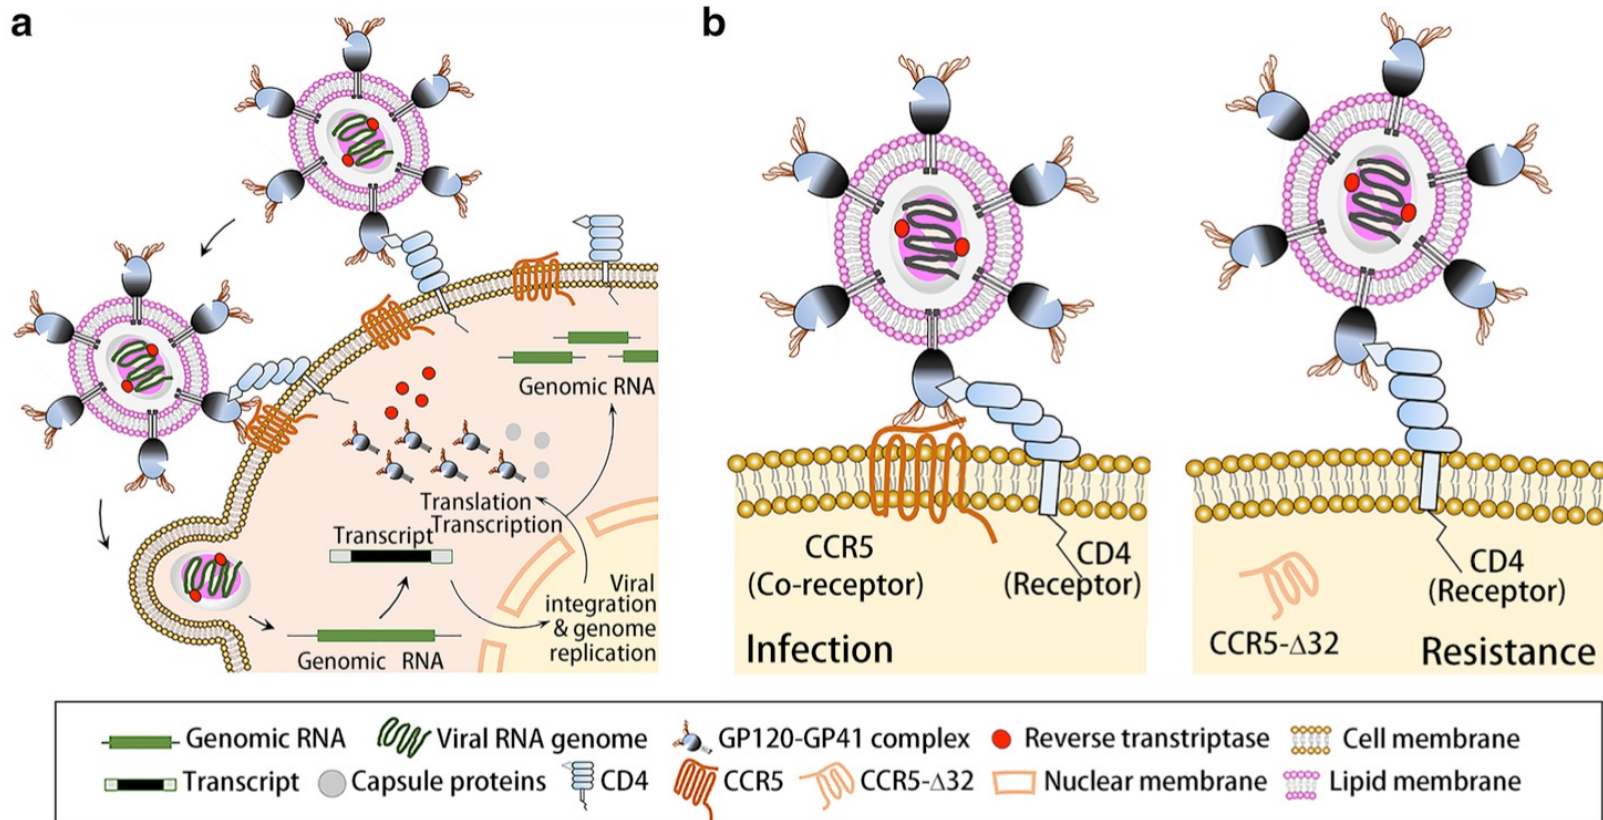 a
Genomic RNA
Translation
Transcription
Transcript
Viral
integration
& genome
replication
Genomic RNA
b
CCR5
(Co-receptor)
CD4
(Receptor)
Infection
CCR5-Δ32
CD4
(Receptor)
Resistance
Genomic RNA
Viral RNA genome
GP120-GP41 complex
Reverse transtriptase
Cell membrane
Transcript
Capsule proteins
CD4
CCR5
CCR5-Δ32
Nuclear membrane
Lipid membrane